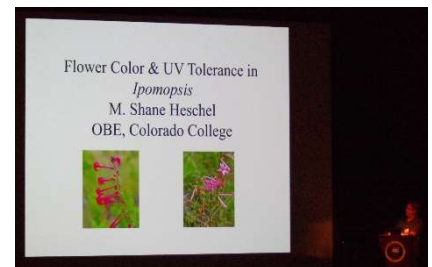 Flower Color & UV Tolerance in
Ipomopsis
M. Shane Heschel
OBE, Colorado College